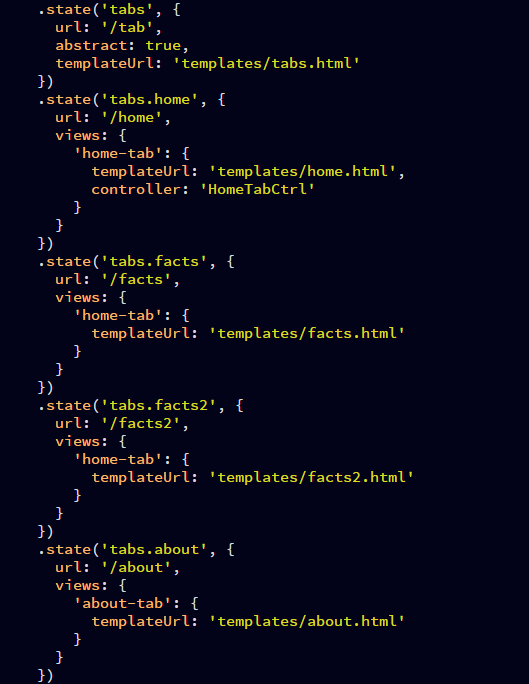 .state('tabs', {
  url: '/tab',
  abstract: true,
  templateUrl: 'templates/tabs.html'
})
.state('tabs.home', {
  url: '/home',
  views: {
    'home-tab': {
      templateUrl: 'templates/home.html',
      controller: 'HomeTabCtrl'
    }
  }
})
.state('tabs.facts', {
  url: '/facts',
  views: {
    'home-tab': {
      templateUrl: 'templates/facts.html'
    }
  }
})
.state('tabs.facts2', {
  url: '/facts2',
  views: {
    'home-tab': {
      templateUrl: 'templates/facts2.html'
    }
  }
})
.state('tabs.about', {
  url: '/about',
  views: {
    'about-tab': {
      templateUrl: 'templates/about.html'
    }
  }
})